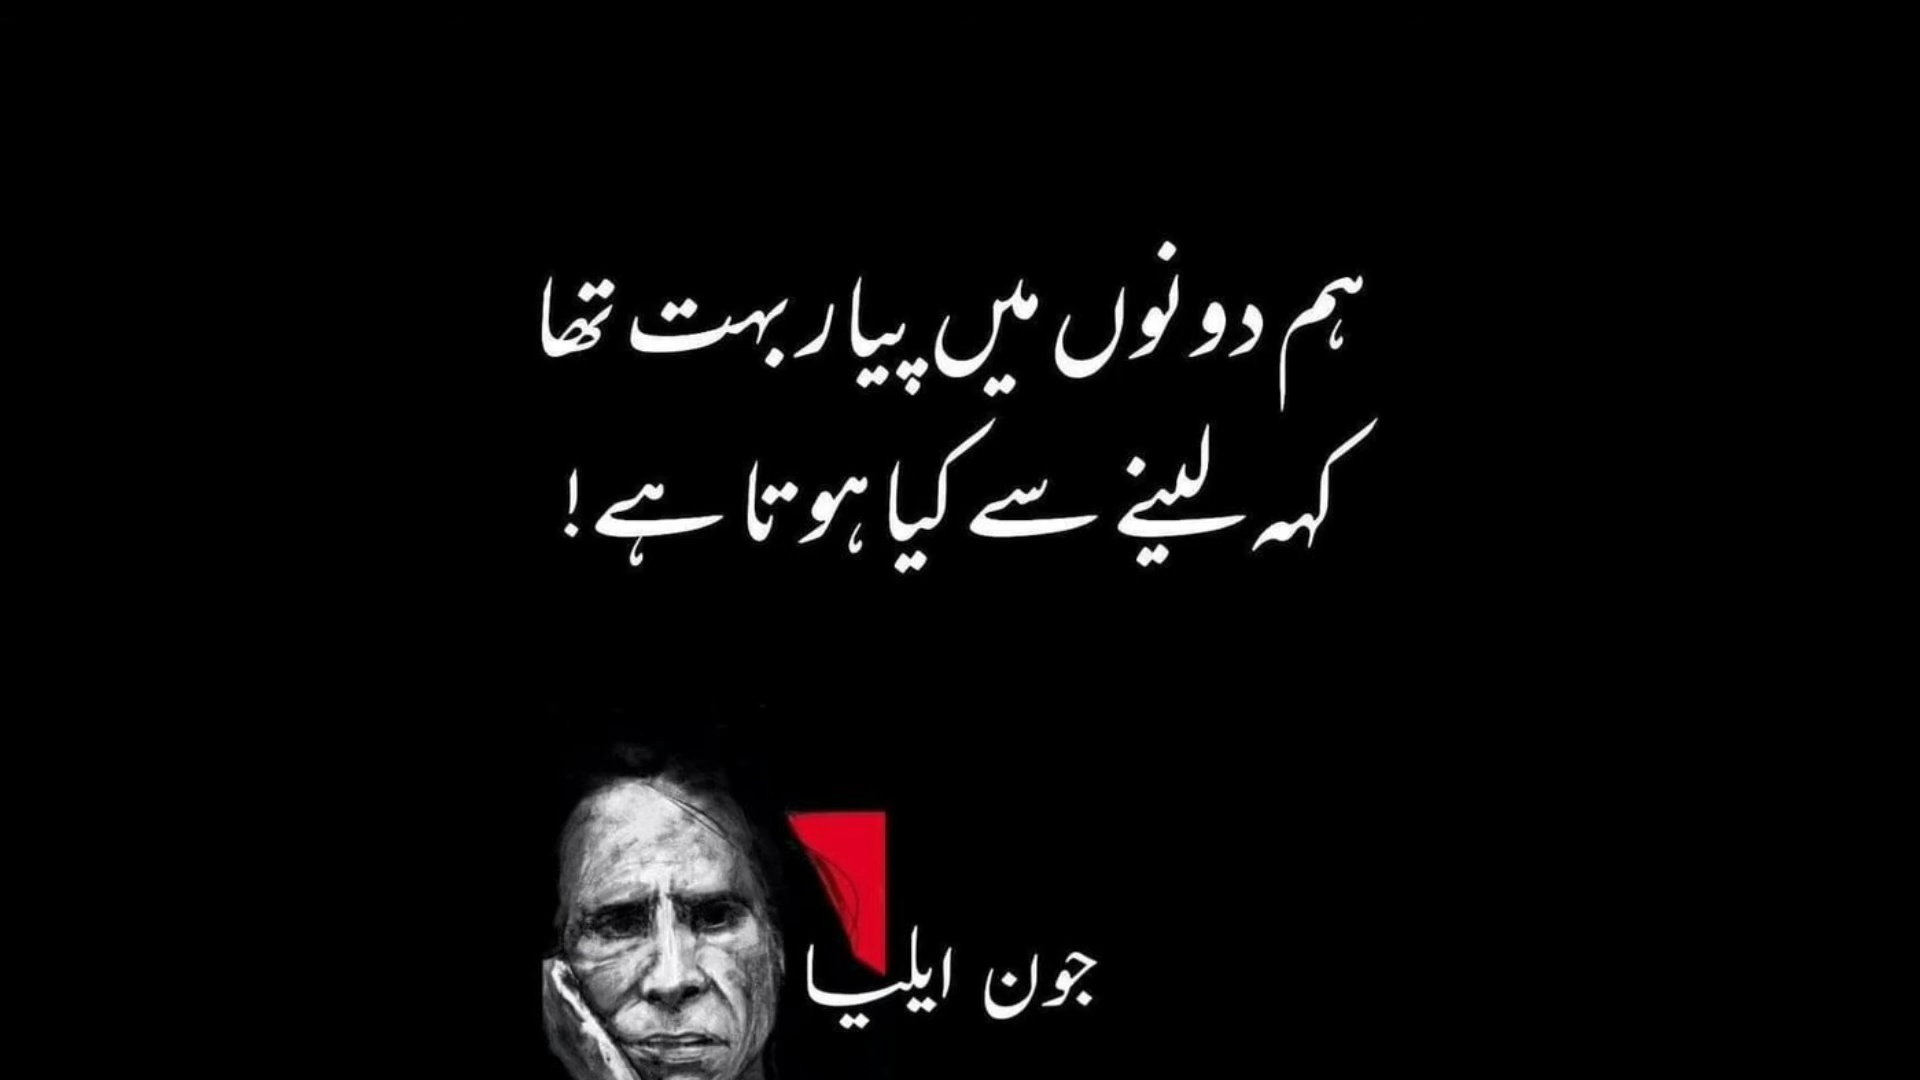 ہم دونوں میں پیار بہت تھا
کہہ لینے سے کیا ہوتا ہے!
جون ایلیا